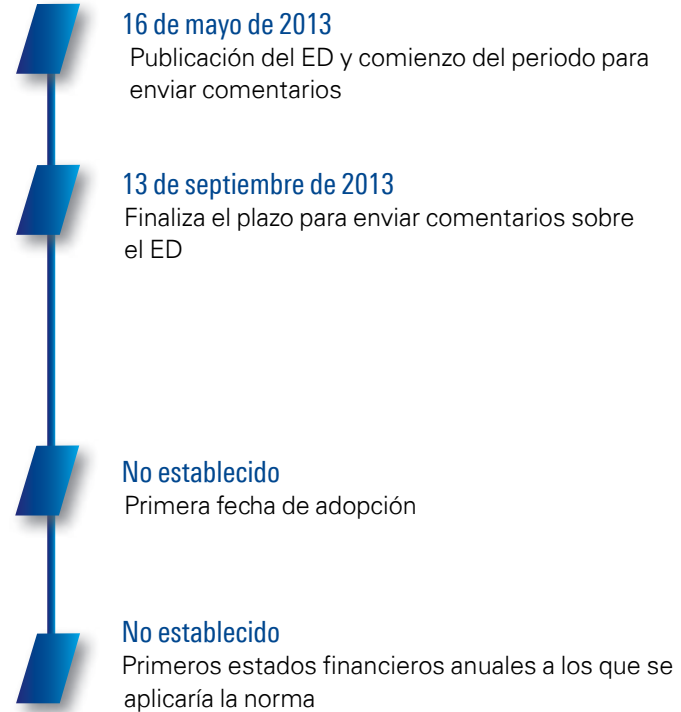 16 de mayo de 2013
Publicación del ED y comienzo del periodo para
enviar comentarios
13 de septiembre de 2013
Finaliza el plazo para enviar comentarios sobre
el ED
No establecido
Primera fecha de adopción
No establecido
Primeros estados financieros anuales a los que se
aplicaría la norma